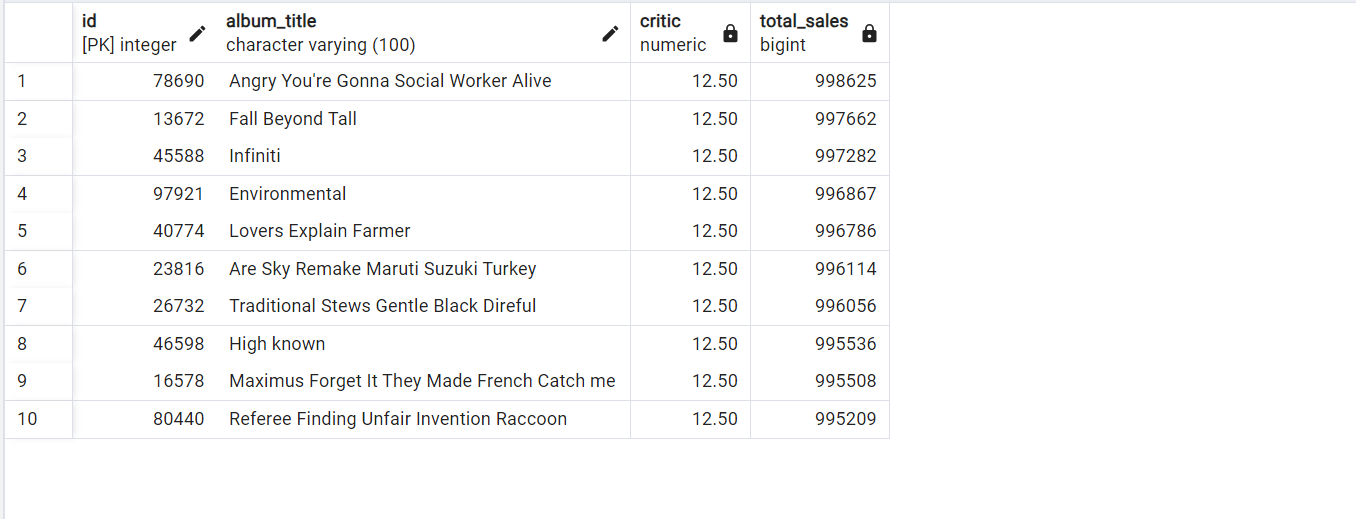 id album_title critic total_sales
[PK] integer character varying (100) numeric bigint
1 78690 Angry You're Gonna Social Worker Alive 12.50 998625
2 13672 Fall Beyond Tall 12.50 997662
3 45588 Infiniti 12.50 997282
4 97921 Environmental 12.50 996867
5 40774 Lovers Explain Farmer 12.50 996786
6 23816 Are Sky Remake Maruti Suzuki Turkey 12.50 996114
7 26732 Traditional Stews Gentle Black Direful 12.50 996056
8 46598 High known 12.50 995536
9 16578 Maximus Forget It They Made French Catch me 12.50 995508
10 80440 Referee Finding Unfair Invention Raccoon 12.50 995209